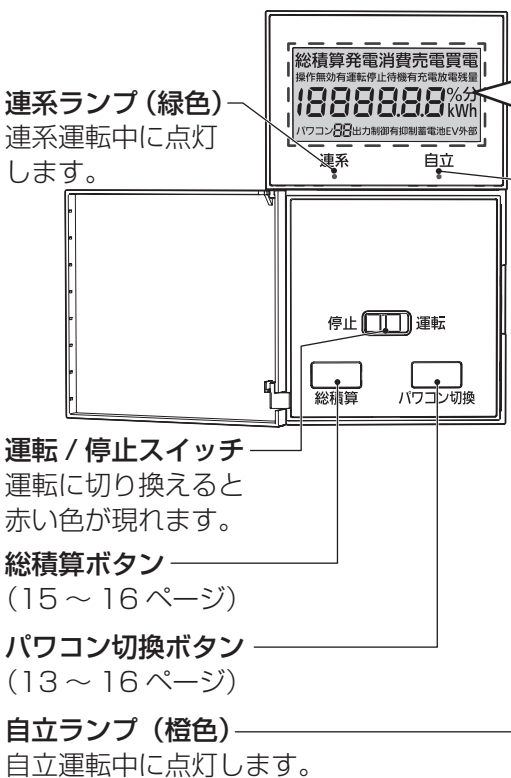 総積算発電消費売電買電
操作無効有運転停止待機有充電放電残量
188888.8%分
kWh
パワコン88出力制御有抑制蓄電池EV外部
連系
自立
連系ランプ(緑色)
連系運転中に点灯
します。
停止
運転
総積算
パワコン切換
運転 / 停止スイッチ
運転に切り換えると
赤い色が現れます。
総積算ボタン
(15 ~ 16 ページ)
パワコン切換ボタン
(13 ~ 16 ページ)
自立ランプ(橙色)
自立運転中に点灯します。